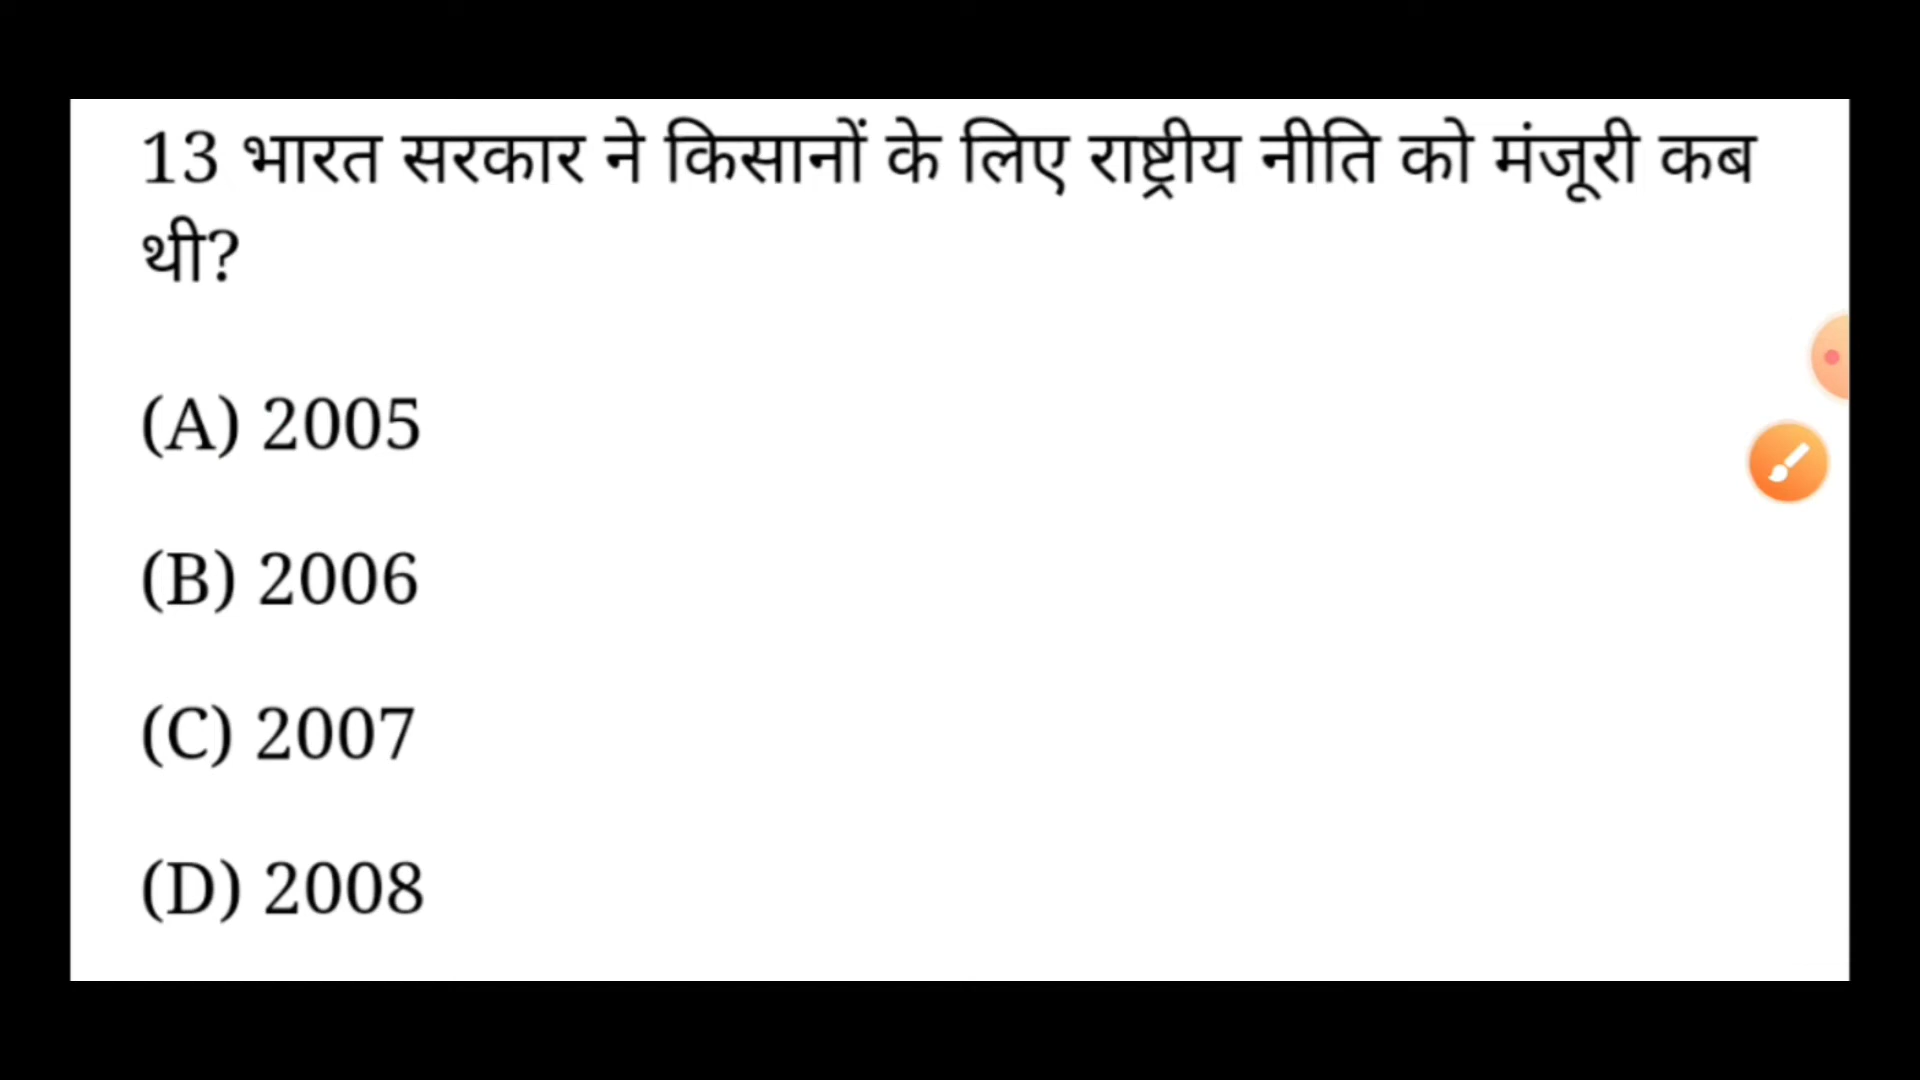 13 भारत सरकार ने किसानों के लिए राष्ट्रीय नीति को मंजूरी कब
थी?
(A) 2005
(B) 2006
(C) 2007
(D) 2008